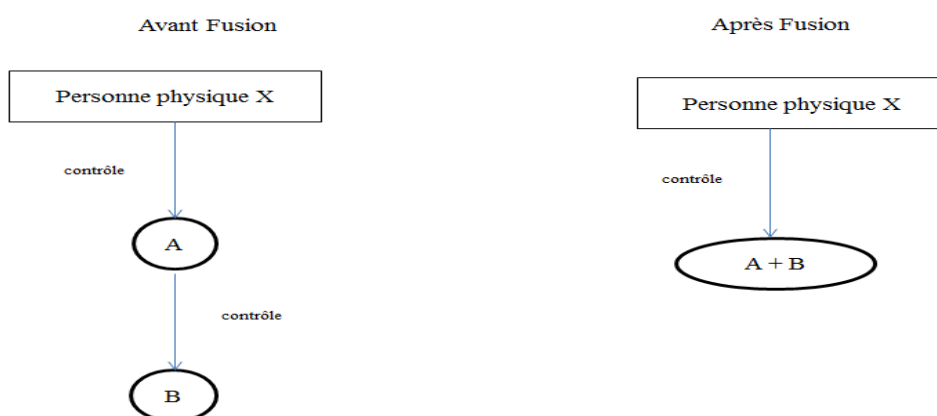 Avant Fusion
Personne physique X
contrôle
A
contrôle
B
Après Fusion
Personne physique X
contrôle
A + B